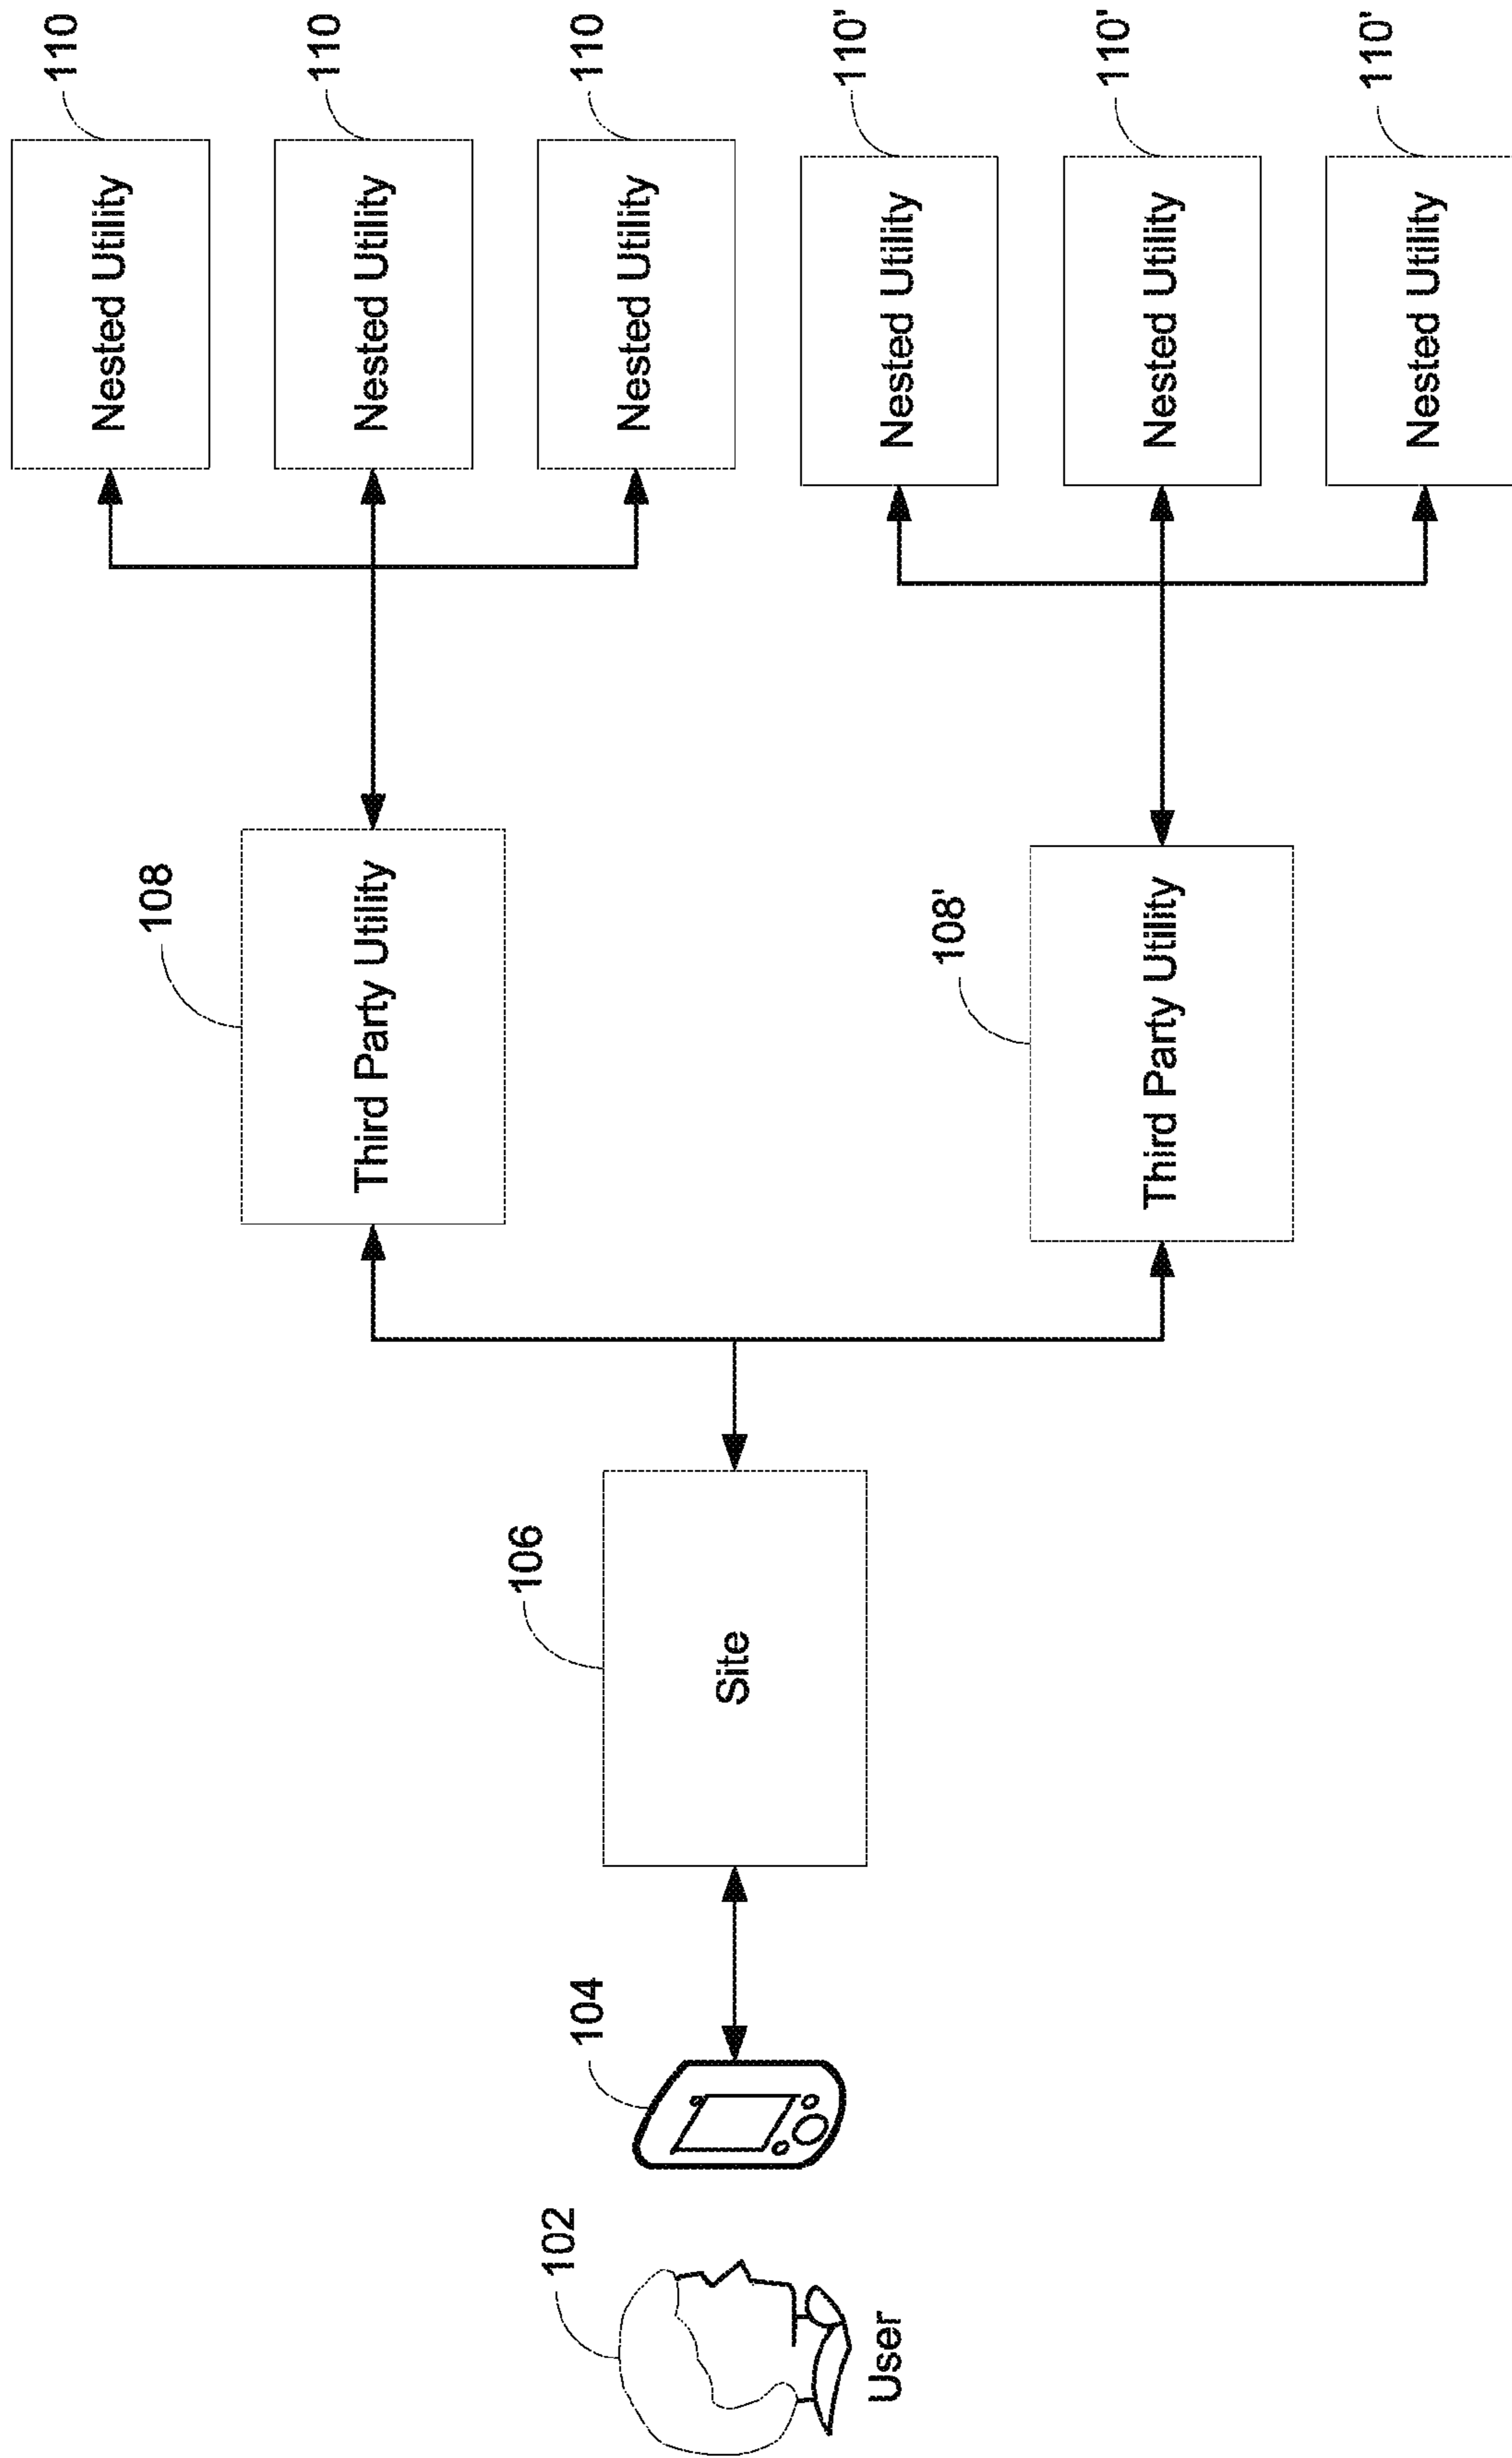 102
User
104
106
Site
108
Third Party Utility
108'
Third Party Utility
110
Nested Utility
110
Nested Utility
110
Nested Utility
110'
Nested Utility
110'
Nested Utility
110'
Nested Utility